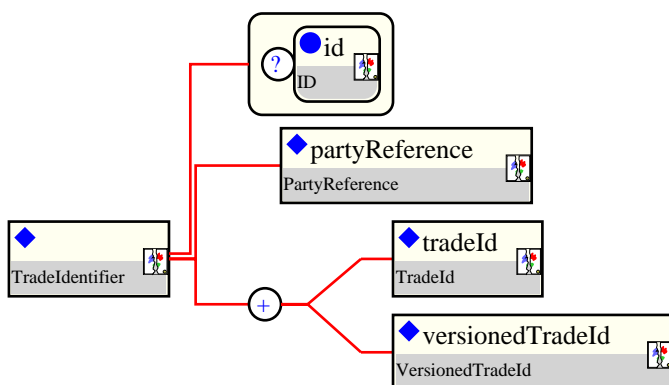 ? id
ID
partyReference
PartyReference
TradeIdentifier
tradeId
TradeId
+
versionedTradeId
VersionedTradeId